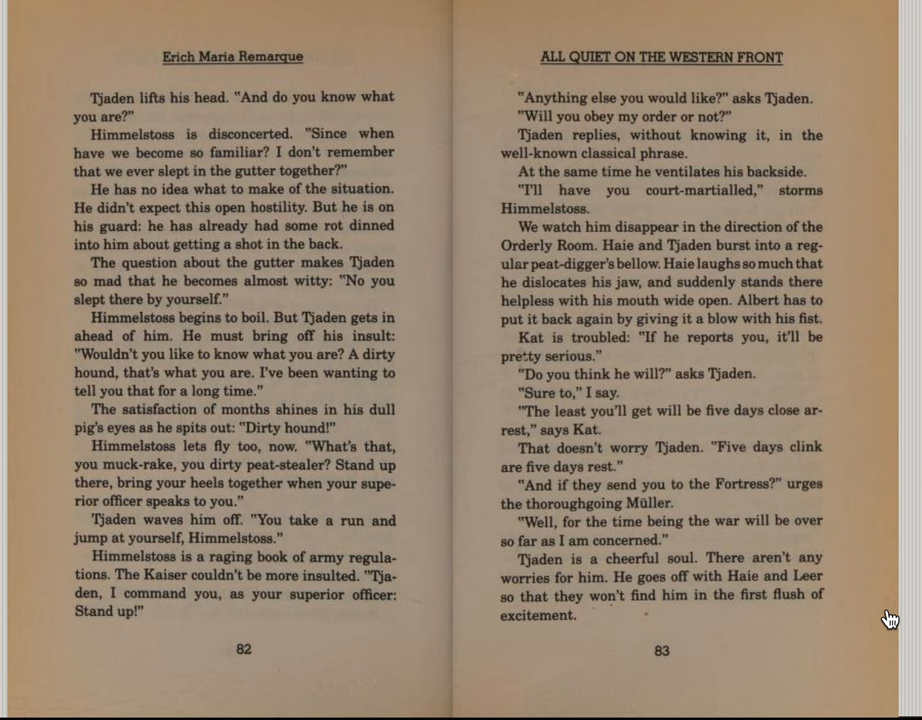 Erich Maria Remarque
Tjaden lifts his head. "And do you know what
you are?"
Himmelstoss is disconcerted. "Since when
have we become so familiar? I don't remember
that we ever slept in the gutter together?"
He has no idea what to make of the situation.
He didn't expect this open hostility. But he is on
his guard: he has already had some rot dinned
into him about getting a shot in the back.
The question about the gutter makes Tjaden
so mad that he becomes almost witty: "No you
slept there by yourself."
Himmelstoss begins to boil. But Tjaden gets in
ahead of him. He must bring off his insult:
"Wouldn't you like to know what you are? A dirty
hound, that's what you are. I've been wanting to
tell you that for a long time."
The satisfaction of months shines in his dull
pig's eyes as he spits out: "Dirty hound!"
Himmelstoss lets fly too, now. "What's that,
you muck-rake, you dirty peat-stealer? Stand up
there, bring your heels together when your supe-
rior officer speaks to you."
Tjaden waves him off. "You take a run and
jump at yourself, Himmelstoss."
Himmelstoss is a raging book of army regula-
tions. The Kaiser couldn't be more insulted. "Tja-
den, I command you, as your superior officer:
Stand up!"
82
ALL QUIET ON THE WESTERN FRONT
"Anything else you would like?" asks Tjaden.
"Will you obey my order or not?"
Tjaden replies, without knowing it, in the
well-known classical phrase.
At the same time he ventilates his backside.
"I'll have you court-martialled," storms
Himmelstoss.
We watch him disappear in the direction of the
Orderly Room. Haie and Tjaden burst into a reg-
ular peat-digger's bellow. Haie laughs so much that
he dislocates his jaw, and suddenly stands there
helpless with his mouth wide open. Albert has to
put it back again by giving it a blow with his fist.
Kat is troubled: "If he reports you, it'll be
pretty serious."
"Do you think he will?" asks Tjaden.
"Sure to," I say.
"The least you'll get will be five days close ar-
rest," says Kat.
That doesn't worry Tjaden. "Five days clink
are five days rest."
"And if they send you to the Fortress?" urges
the thoroughgoing Müller.
"Well, for the time being the war will be over
so far as I am concerned."
Tjaden is a cheerful soul. There aren't any
worries for him. He goes off with Haie and Leer
so that they won't find him in the first flush of
excitement.
83